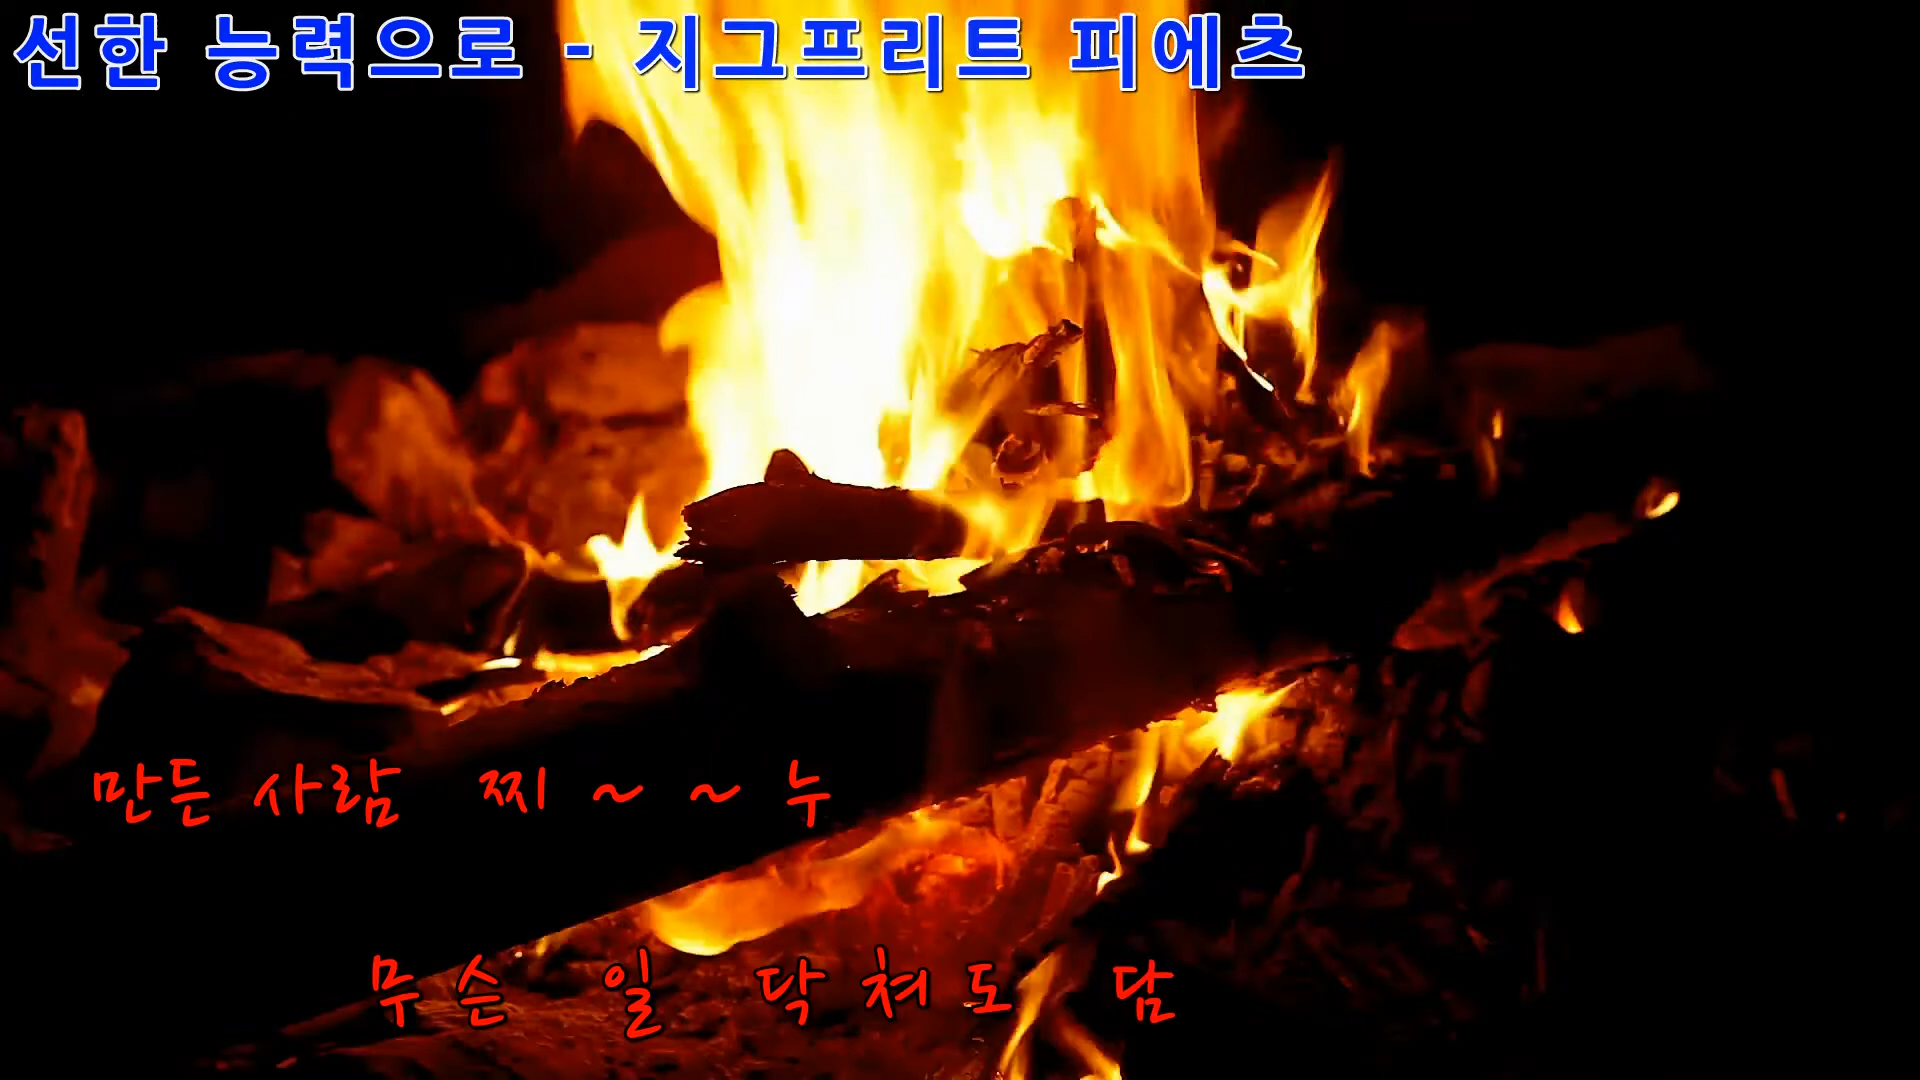 선한 능력으로 - 지그프리트 피에츠
만든 사람 찌~~누
무슨 일 닥쳐도 담